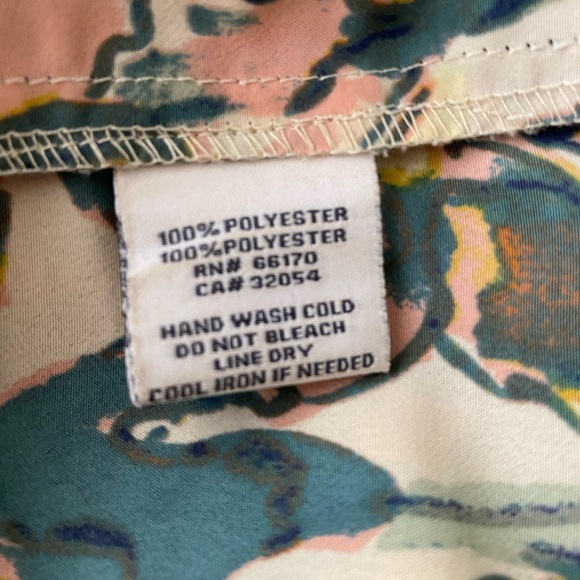 100% POLYESTER
100% POLYESTER
RN# 66170
CA# 32054
HAND WASH COLD
DO NOT BLEACH
LINE DRY
COOL IRON IF NEEDED